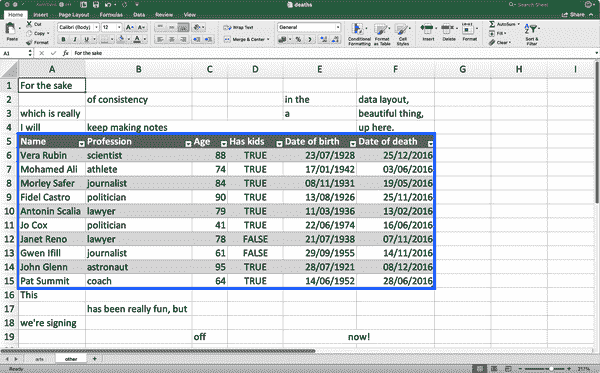 deaths
Search Sheet
Home Insert Page Layout Formulas Data Review View
Share
Cut
Copy
Format
Paste
Calibri (Body) 12
Wrap Text
Merge & Center
General
Conditional Formatting
Format as Table
Cell Styles
Insert Delete Format
AutoSum
Fill
Clear
Sort & Filter
A1 fx For the sake
A B C D E F G H I
1 For the sake
2 of consistency in the data layout,
3 which is really a beautiful thing,
4 I will keep making notes up here.
5 Name Profession Age Has kids Date of birth Date of death
6 Vera Rubin scientist 88 TRUE 23/07/1928 25/12/2016
7 Mohamed Ali athlete 74 TRUE 17/01/1942 03/06/2016
8 Morley Safer journalist 84 TRUE 08/11/1931 19/05/2016
9 Fidel Castro politician 90 TRUE 13/08/1926 25/11/2016
10 Antonin Scalia lawyer 79 TRUE 11/03/1936 13/02/2016
11 Jo Cox politician 41 TRUE 22/06/1974 16/06/2016
12 Janet Reno lawyer 78 FALSE 21/07/1938 07/11/2016
13 Gwen Ifill journalist 61 FALSE 29/09/1955 14/11/2016
14 John Glenn astronaut 95 TRUE 28/07/1921 08/12/2016
15 Pat Summit coach 64 TRUE 14/06/1952 28/06/2016
16 This
17 has been really fun, but
18 we're signing
19 off now!
arts other +
Ready
217%